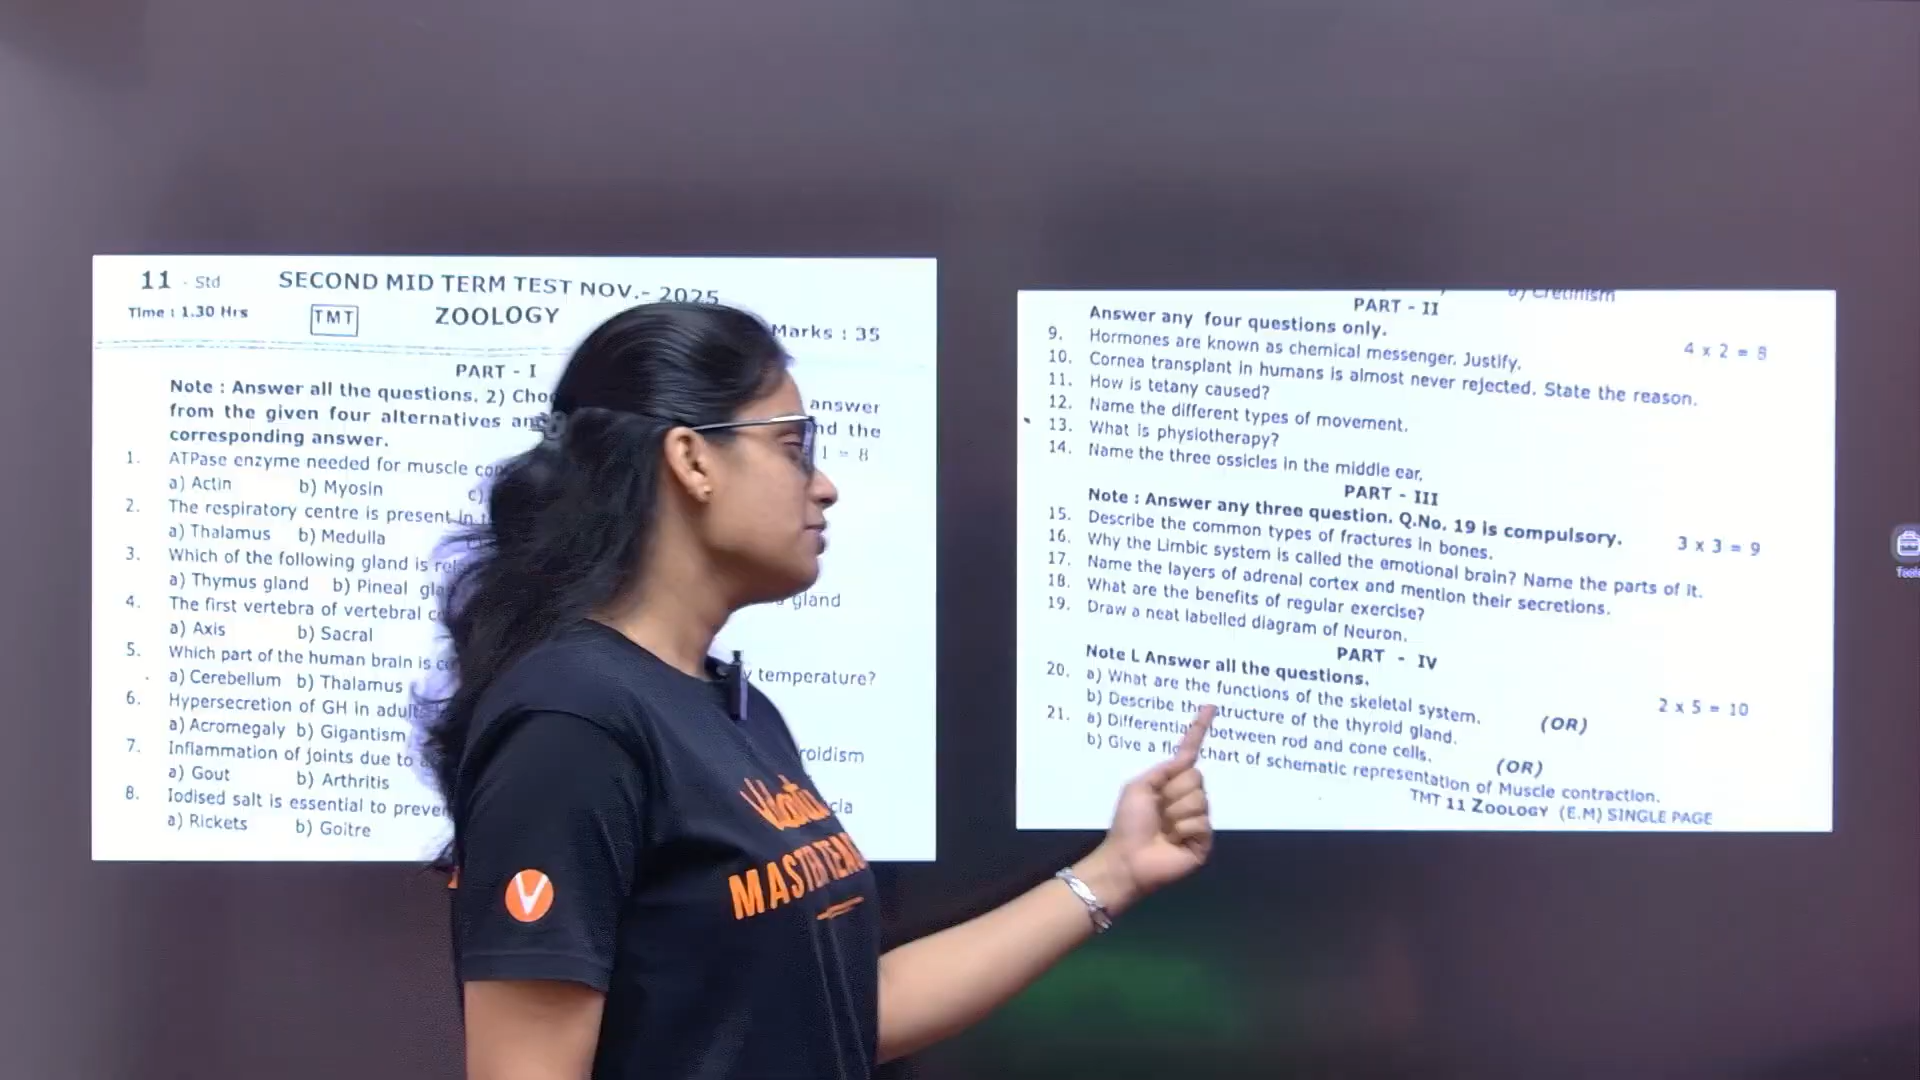 11 - Std SECOND MID TERM TEST NOV.- 2025
Time : 1.30 Hrs TMT ZOOLOGY Marks : 35
PART - I
Note : Answer all the questions. 2) answer
from the given four alternatives and the
corresponding answer. 1 = 8
1. ATPase enzyme needed for muscle
a) Actin b) Myosin c)
2. The respiratory centre is present in
a) Thalamus b) Medulla
3. Which of the following gland is
a) Thymus gland b) Pineal gland
4. The first vertebra of vertebral
a) Axis b) Sacral
5. Which part of the human brain is temperature?
a) Cerebellum b) Thalamus
6. Hypersecretion of GH in
a) Acromegaly b) Gigantism
7. Inflammation of joints due to
a) Gout b) Arthritis
8. Iodised salt is essential to
a) Rickets b) Goitre
d) Cretinism
PART - II
Answer any four questions only. 4 x 2 = 8
9. Hormones are known as chemical messenger. Justify.
10. Cornea transplant in humans is almost never rejected. State the reason.
11. How is tetany caused?
12. Name the different types of movement.
13. What is physiotherapy?
14. Name the three ossicles in the middle ear.
PART - III
Note : Answer any three question. Q.No. 19 is compulsory. 3 x 3 = 9
15. Describe the common types of fractures in bones.
16. Why the Limbic system is called the emotional brain? Name the parts of it.
17. Name the layers of adrenal cortex and mention their secretions.
18. What are the benefits of regular exercise?
19. Draw a neat labelled diagram of Neuron.
PART - IV
Note L Answer all the questions. 2 x 5 = 10
20. a) What are the functions of the skeletal system. (OR)
b) Describe the structure of the thyroid gland.
21. a) between rod and cone cells. (OR)
b) Give a chart of schematic representation of Muscle contraction.
TMT 11 ZOOLOGY (E.M) SINGLE PAGE
MASTER
V